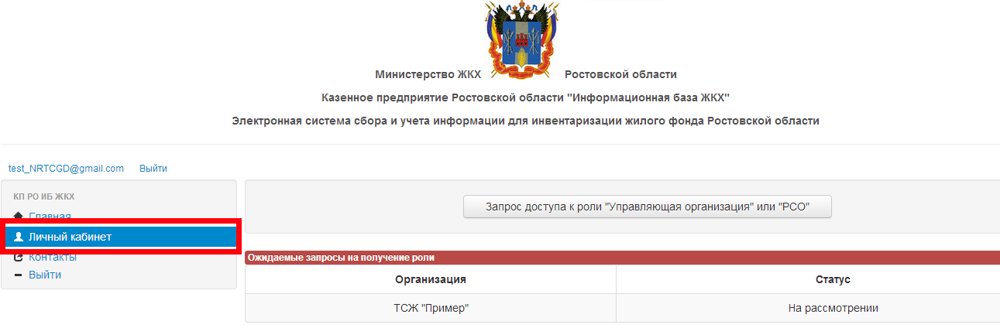 Министерство ЖКХ Ростовской области
Казенное предприятие Ростовской области "Информационная база ЖКХ"
Электронная система сбора и учета информации для инвентаризации жилого фонда Ростовской области
test_NRTCGD@gmail.com Выйти
КП РО ИБ ЖКХ
Главная
Личный кабинет
Контакты
Выйти
Запрос доступа к роли "Управляющая организация" или "РСО"
Ожидаемые запросы на получение роли
Организация Статус
ТСЖ "Пример" На рассмотрении